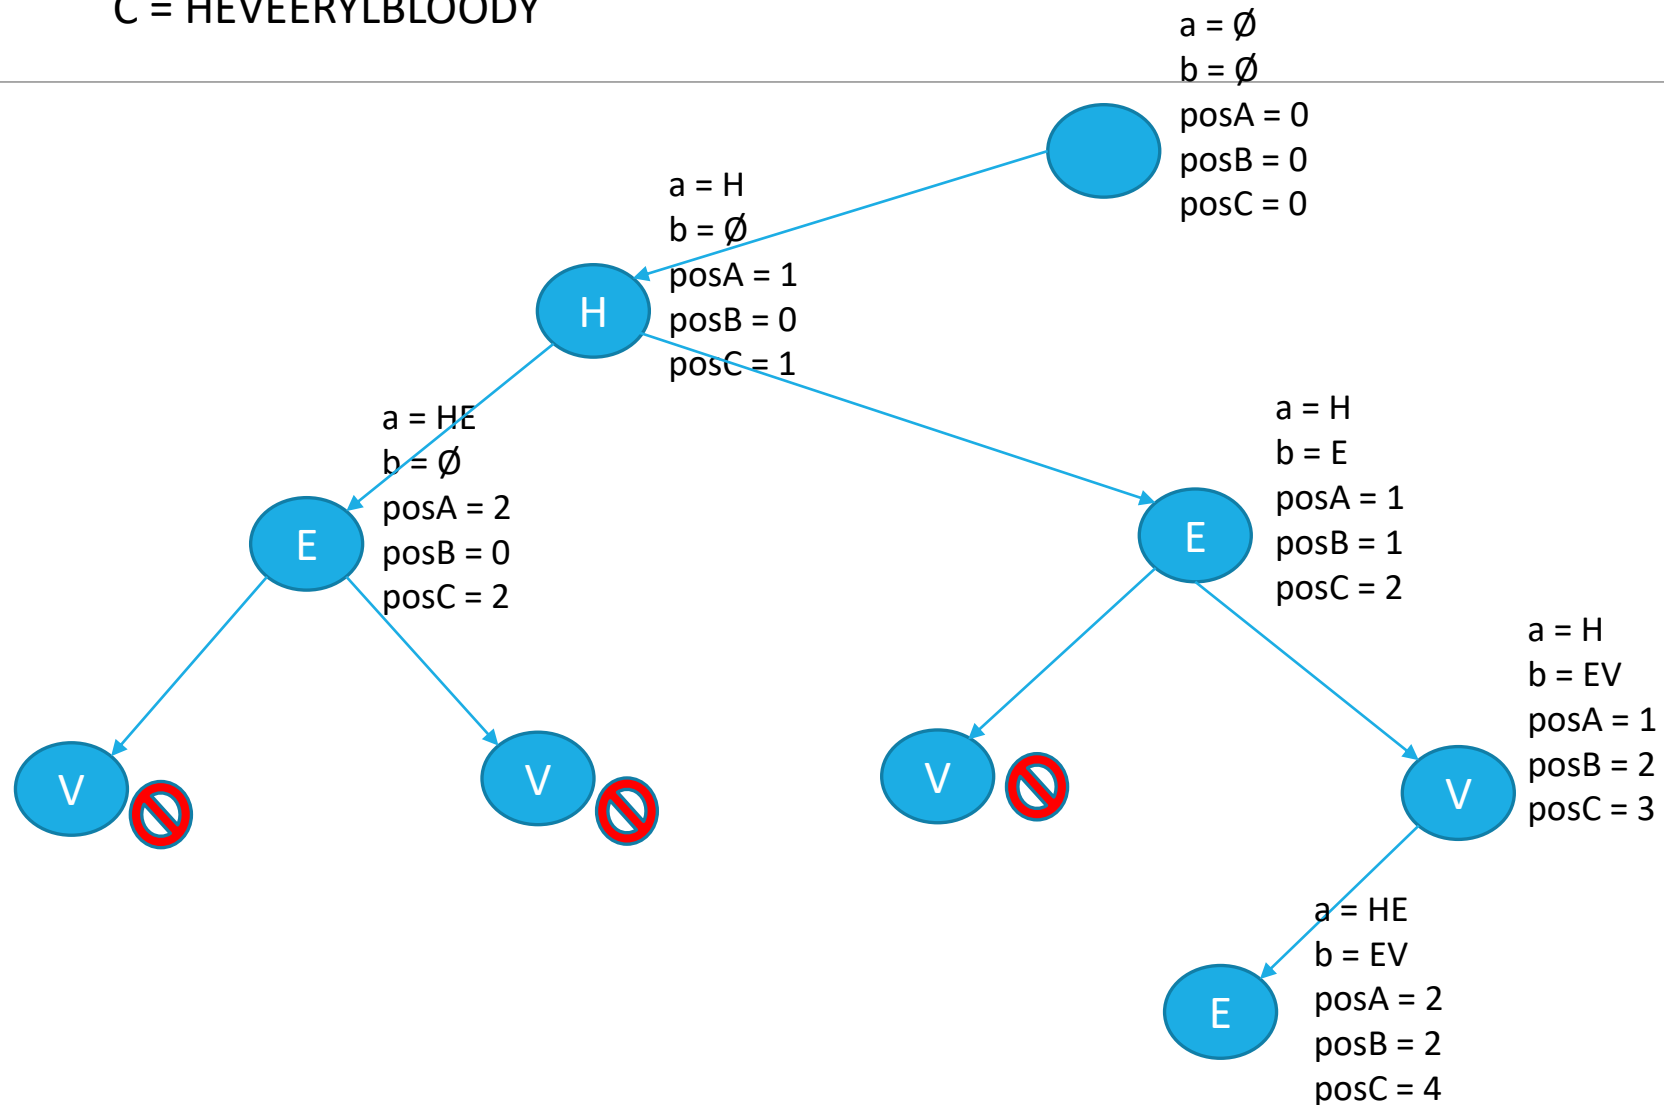 C = HEVEERYLBLOODY
a = Ø
b = Ø
posA = 0
posB = 0
posC = 0
a = H
b = Ø
posA = 1
posB = 0
posC = 1
H
a = HE
b = Ø
posA = 2
posB = 0
posC = 2
E
a = H
b = E
posA = 1
posB = 1
posC = 2
E
a = H
b = EV
posA = 1
posB = 2
posC = 3
V
V
V
V
a = HE
b = EV
posA = 2
posB = 2
posC = 4
E